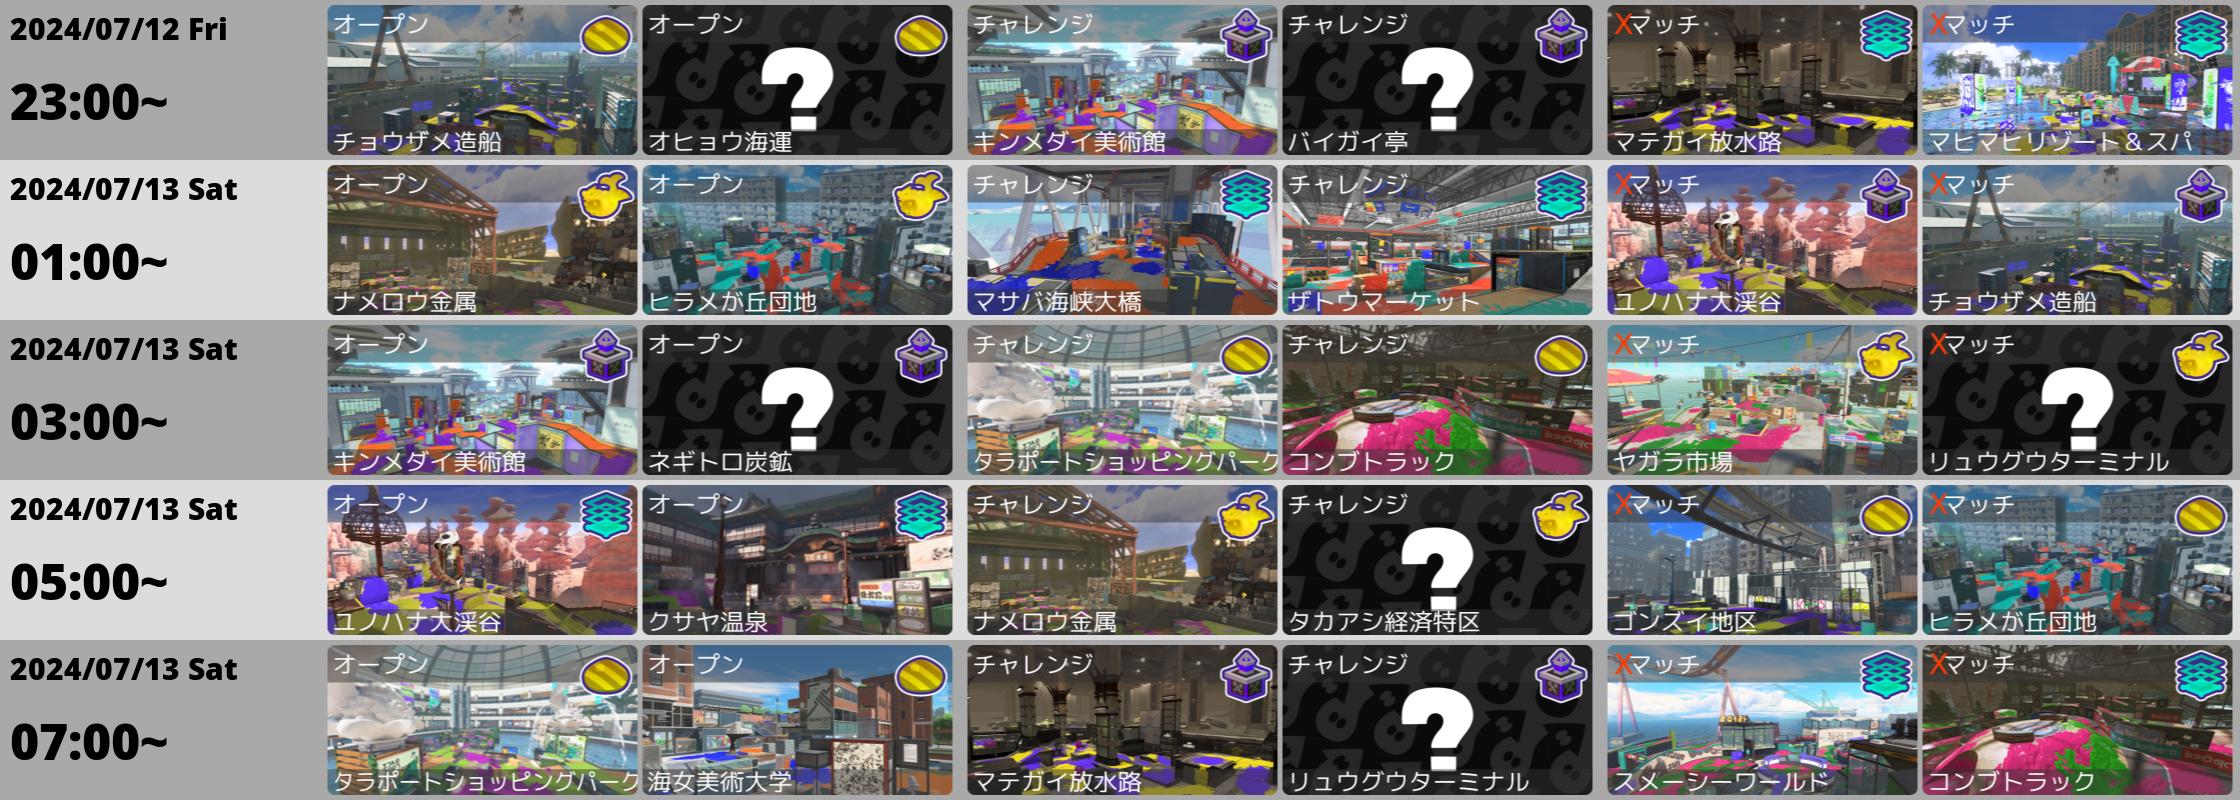 2024/07/12 Fri
23:00~
オープン
チョウザメ造船
オープン
オヒョウ海運
チャレンジ
キンメダイ美術館
チャレンジ
バイガイ亭
Xマッチ
マテガイ放水路
Xマッチ
マヒマヒリゾート&スパ
2024/07/13 Sat
01:00~
オープン
ナメロウ金属
オープン
ヒラメが丘団地
チャレンジ
マサバ海峡大橋
チャレンジ
ザトウマーケット
Xマッチ
ユノハナ大渓谷
Xマッチ
チョウザメ造船
2024/07/13 Sat
03:00~
オープン
キンメダイ美術館
オープン
ネギトロ炭鉱
チャレンジ
タラポートショッピングパーク
チャレンジ
コンブトラック
Xマッチ
ヤガラ市場
Xマッチ
リュウグウターミナル
2024/07/13 Sat
05:00~
オープン
ユノハナ大渓谷
オープン
クサヤ温泉
チャレンジ
ナメロウ金属
チャレンジ
タカアシ経済特区
Xマッチ
ゴンズイ地区
Xマッチ
ヒラメが丘団地
2024/07/13 Sat
07:00~
オープン
タラポートショッピングパーク
オープン
海女美術大学
チャレンジ
マテガイ放水路
チャレンジ
リュウグウターミナル
Xマッチ
スメーシーワールド
Xマッチ
コンブトラック